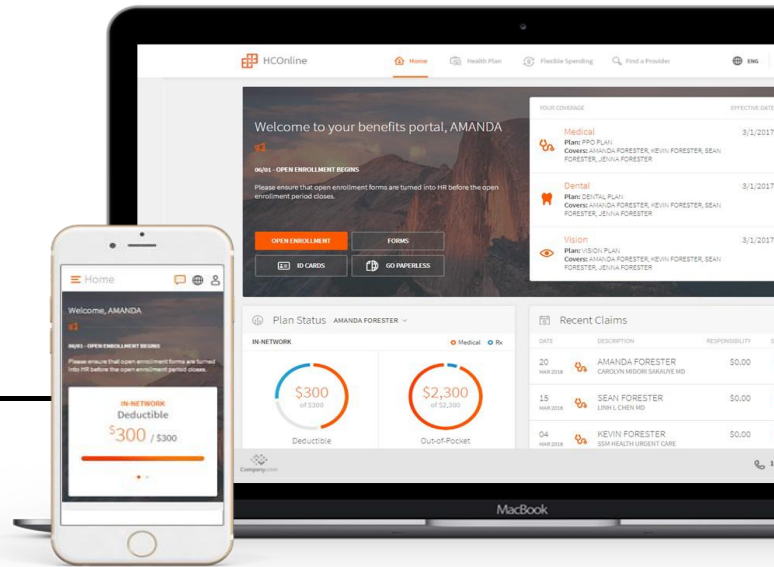 HCOnline
Home
Health Plan
Flexible Spending
Find a Provider
ENG
Welcome to your benefits portal, AMANDA
06/01 - OPEN ENROLLMENT BEGINS
Please ensure that open enrollment forms are turned into HR before the open
enrollment period closes.
OPEN ENROLLMENT
FORMS
ID CARDS
GO PAPERLESS
YOUR COVERAGE
EFFECTIVE DATE
Medical
3/1/2017
Plan: PPO PLAN
Covers: AMANDA FORESTER, KEVIN FORESTER, SEAN
FORESTER, JENNA FORESTER
Dental
3/1/2017
Plan: DENTAL PLAN
Covers: AMANDA FORESTER, KEVIN FORESTER, SEAN
FORESTER, JENNA FORESTER
Vision
3/1/2017
Plan: VISION PLAN
Covers: AMANDA FORESTER, KEVIN FORESTER, SEAN
FORESTER, JENNA FORESTER
Plan Status AMANDA FORESTER
IN-NETWORK
Medical
Rx
$300
of $300
Deductible
$2,300
of $2,300
Out-of-Pocket
Recent Claims
DATE
DESCRIPTION
RESPONSIBILITY
20
MAR 2018
AMANDA FORESTER
CAROLYN MIDORI SAKAUYE MD
$0.00
15
MAR 2018
SEAN FORESTER
LINH L CHEN MD
$0.00
04
MAR 2018
KEVIN FORESTER
SSM HEALTH URGENT CARE
$0.00
Company.com
MacBook
Home
Welcome, AMANDA
06/01 - OPEN ENROLLMENT BEGINS
Please ensure that open enrollment forms are turned
into HR before the open enrollment period closes.
IN-NETWORK
Deductible
$300 / $300